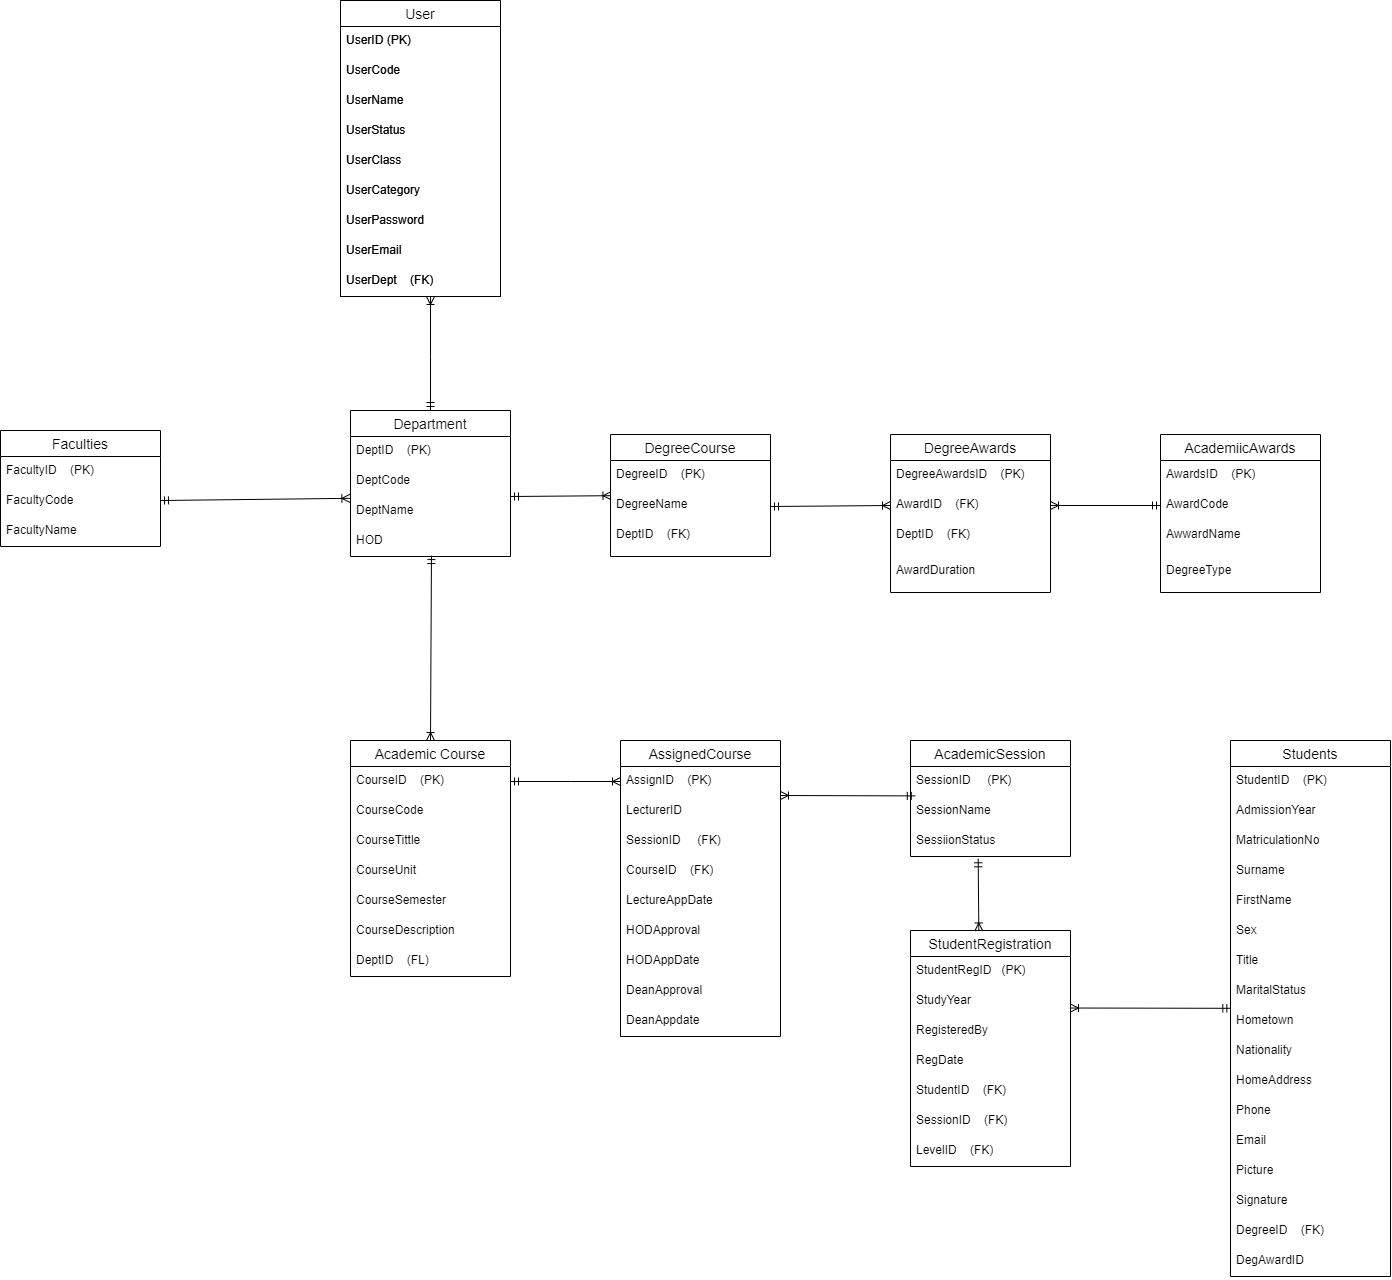 User
UserID (PK)
UserCode
UserName
UserStatus
UserClass
UserCategory
UserPassword
UserEmail
UserDept (FK)
Faculties
FacultyID (PK)
FacultyCode
FacultyName
Department
DeptID (PK)
DeptCode
DeptName
HOD
DegreeCourse
DegreeID (PK)
DegreeName
DeptID (FK)
DegreeAwards
DegreeAwardsID (PK)
AwardID (FK)
DeptID (FK)
AwardDuration
AcademiicAwards
AwardsID (PK)
AwardCode
AwwardName
DegreeType
Academic Course
CourseID (PK)
CourseCode
CourseTittle
CourseUnit
CourseSemester
CourseDescription
DeptID (FL)
AssignedCourse
AssignID (PK)
LecturerID
SessionID (FK)
CourseID (FK)
LectureAppDate
HODApproval
HODAppDate
DeanApproval
DeanAppdate
AcademicSession
SessionID (PK)
SessionName
SessiionStatus
StudentRegistration
StudentRegID (PK)
StudyYear
RegisteredBy
RegDate
StudentID (FK)
SessionID (FK)
LevelID (FK)
Students
StudentID (PK)
AdmissionYear
MatriculationNo
Surname
FirstName
Sex
Title
MaritalStatus
Hometown
Nationality
HomeAddress
Phone
Email
Picture
Signature
DegreeID (FK)
DegAwardID